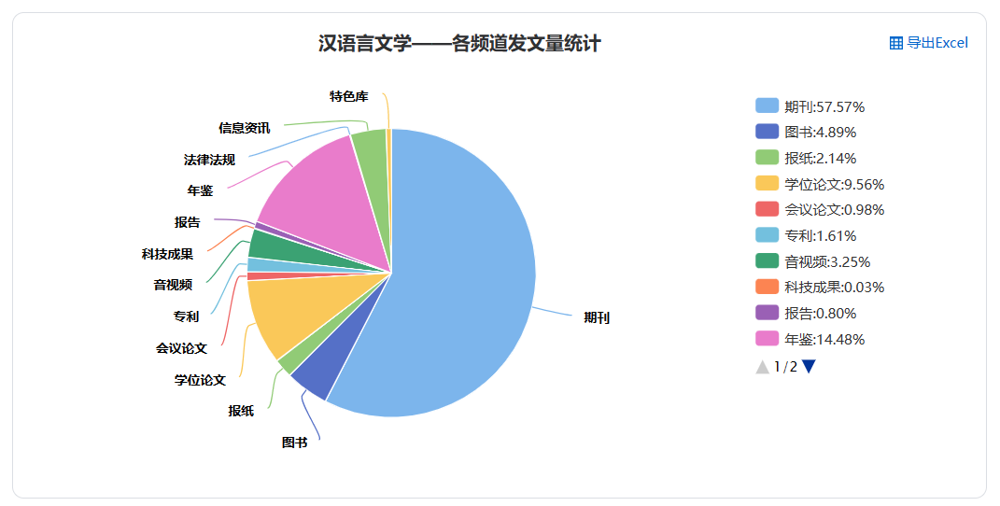 汉语言文学——各频道发文量统计
导出Excel
特色库
信息资讯
法律法规
年鉴
报告
科技成果
音视频
专利
会议论文
学位论文
报纸
图书
期刊
期刊:57.57%
图书:4.89%
报纸:2.14%
学位论文:9.56%
会议论文:0.98%
专利:1.61%
音视频:3.25%
科技成果:0.03%
报告:0.80%
年鉴:14.48%
1/2